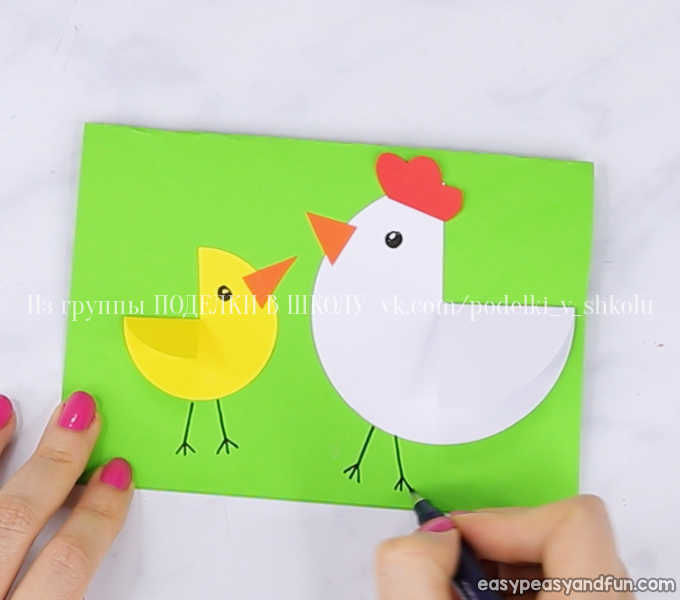 Из группы ПОДЕЛКИ В ШКОЛУ vk.com/podelki_v_shkolu
easypeasyandfun.com